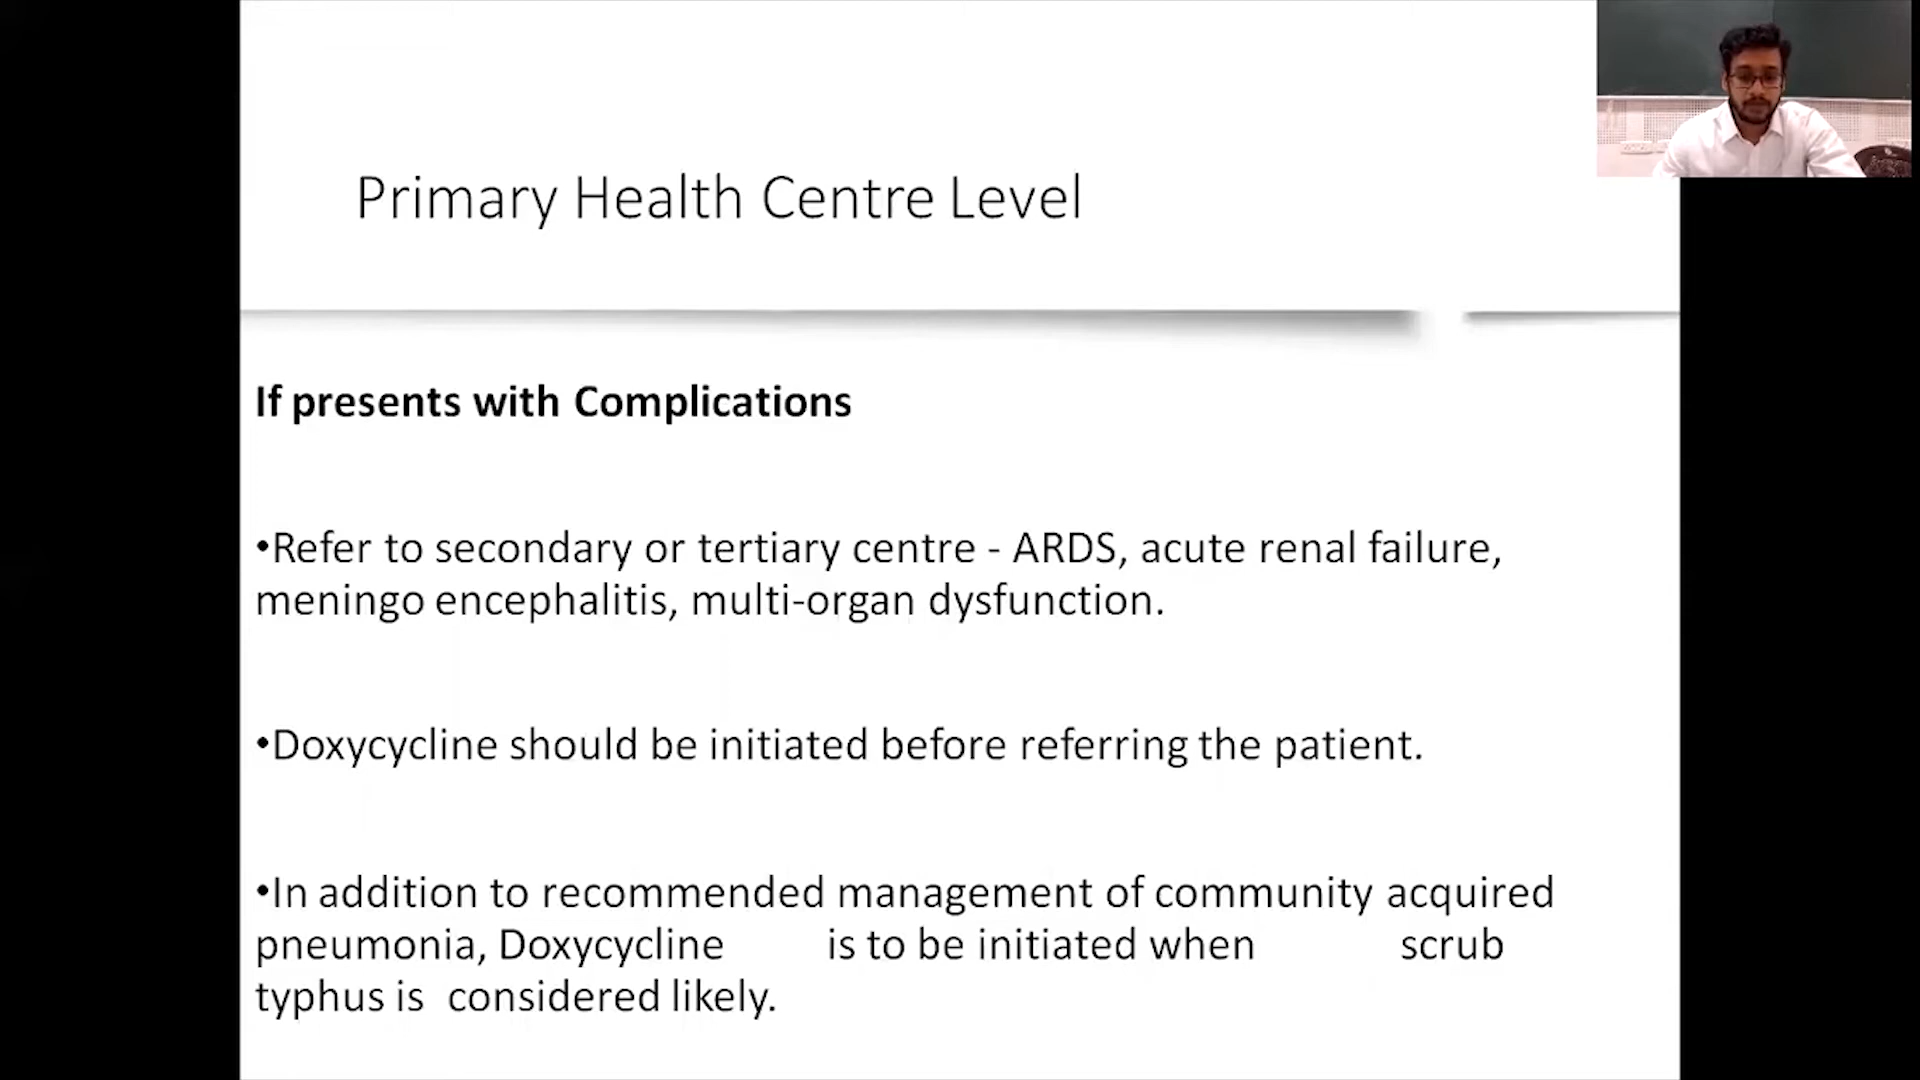 Primary Health Centre Level
If presents with Complications
•Refer to secondary or tertiary centre - ARDS, acute renal failure,
meningo encephalitis, multi-organ dysfunction.
•Doxycycline should be initiated before referring the patient.
•In addition to recommended management of community acquired
pneumonia, Doxycycline is to be initiated when scrub
typhus is considered likely.